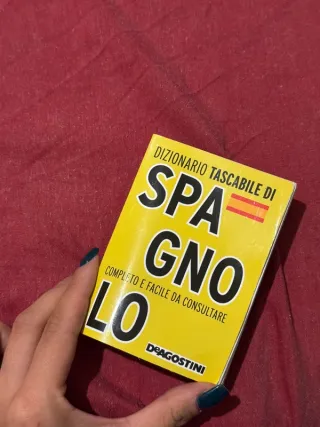 DIZIONARIO TASCABILE DI
SPA
GNO
COMPLETO E FACILE DA CONSULTARE
LO
DeAGOSTINI